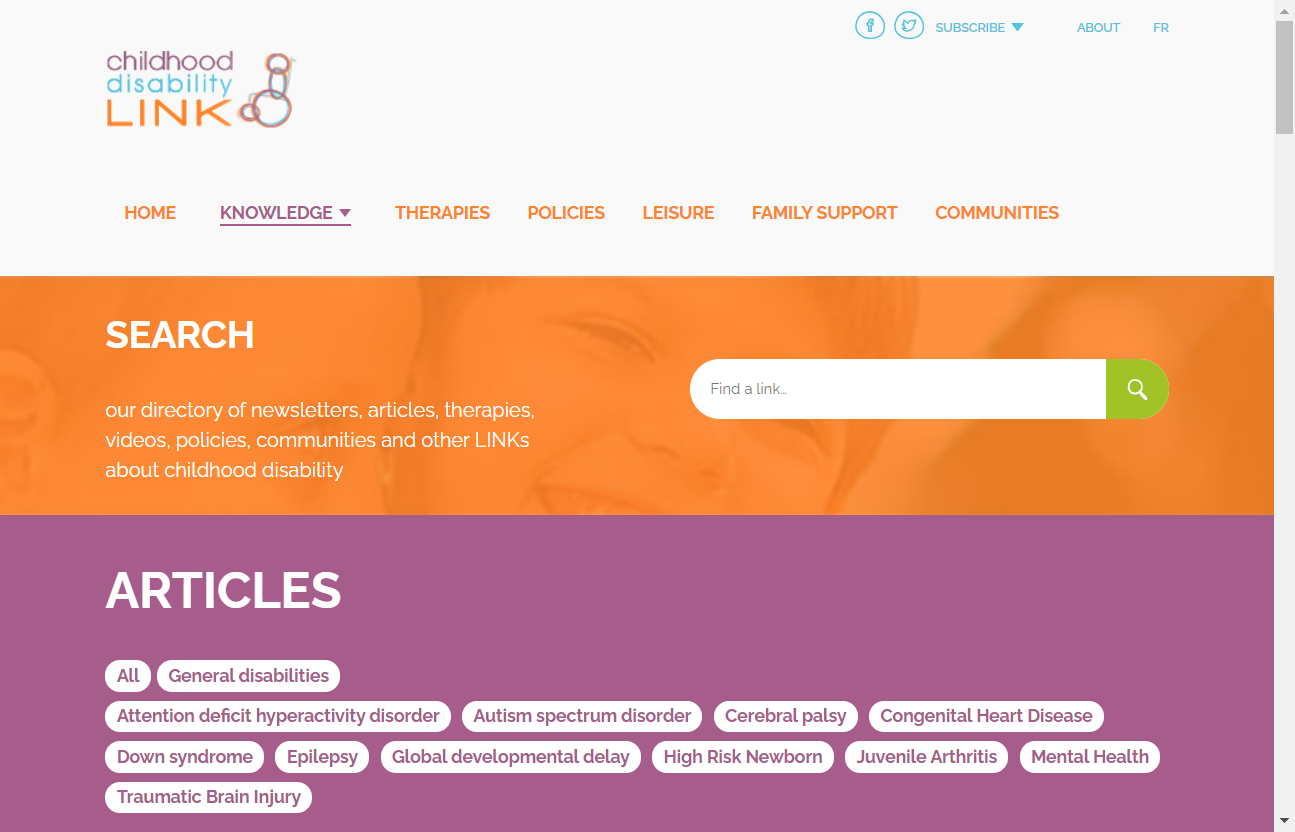 SUBSCRIBE
ABOUT
FR
childhood
disability
LINK
HOME
KNOWLEDGE
THERAPIES
POLICIES
LEISURE
FAMILY SUPPORT
COMMUNITIES
SEARCH
our directory of newsletters, articles, therapies,
videos, policies, communities and other LINKs
about childhood disability
Find a link...
ARTICLES
All
General disabilities
Attention deficit hyperactivity disorder
Autism spectrum disorder
Cerebral palsy
Congenital Heart Disease
Down syndrome
Epilepsy
Global developmental delay
High Risk Newborn
Juvenile Arthritis
Mental Health
Traumatic Brain Injury